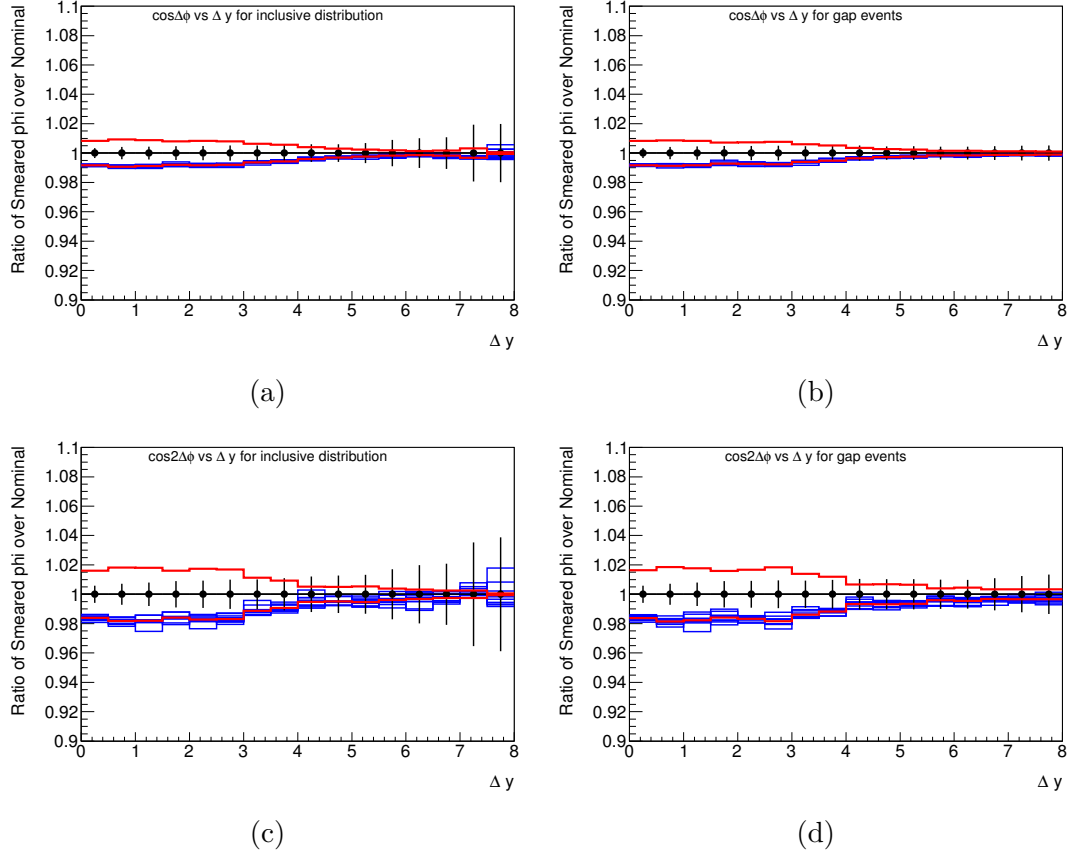 cosΔϕ vs Δ y for inclusive distribution
Ratio of Smeared phi over Nominal
1.1
1.08
1.06
1.04
1.02
1
0.98
0.96
0.94
0.92
0.9
0 1 2 3 4 5 6 7 8
Δ y
(a)
cosΔϕ vs Δ y for gap events
Ratio of Smeared phi over Nominal
1.1
1.08
1.06
1.04
1.02
1
0.98
0.96
0.94
0.92
0.9
0 1 2 3 4 5 6 7 8
Δ y
(b)
cos2Δϕ vs Δ y for inclusive distribution
Ratio of Smeared phi over Nominal
1.1
1.08
1.06
1.04
1.02
1
0.98
0.96
0.94
0.92
0.9
0 1 2 3 4 5 6 7 8
Δ y
(c)
cos2Δϕ vs Δ y for gap events
Ratio of Smeared phi over Nominal
1.1
1.08
1.06
1.04
1.02
1
0.98
0.96
0.94
0.92
0.9
0 1 2 3 4 5 6 7 8
Δ y
(d)